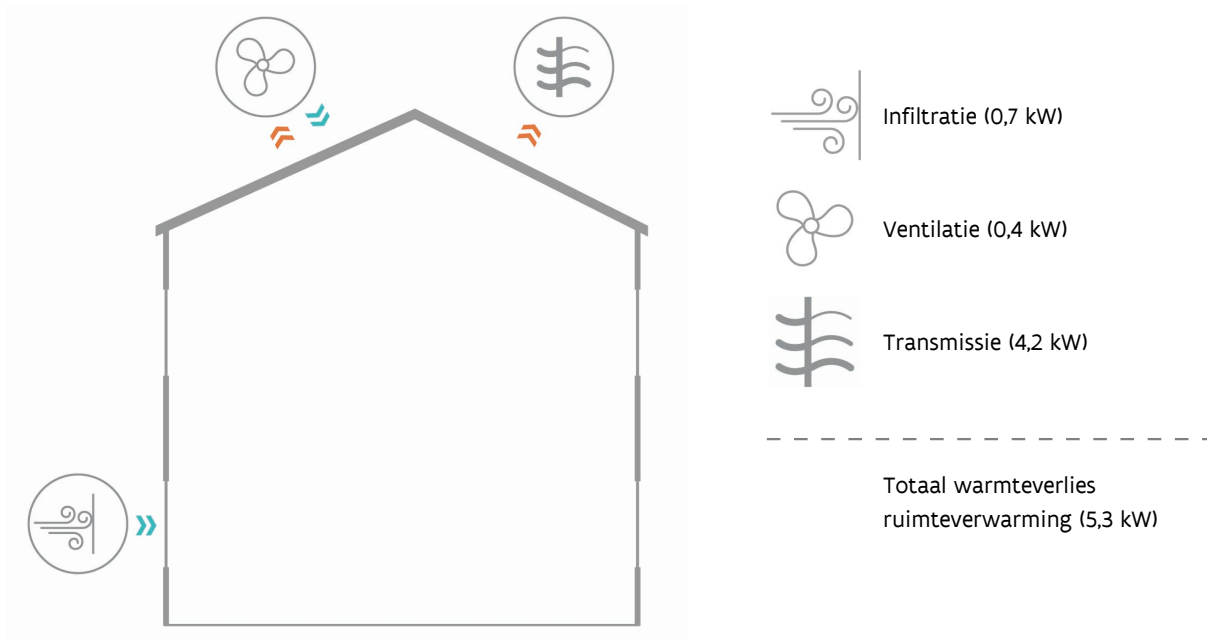 Infiltratie (0,7 kW)
Ventilatie (0,4 kW)
Transmissie (4,2 kW)
Totaal warmteverlies
ruimteverwarming (5,3 kW)